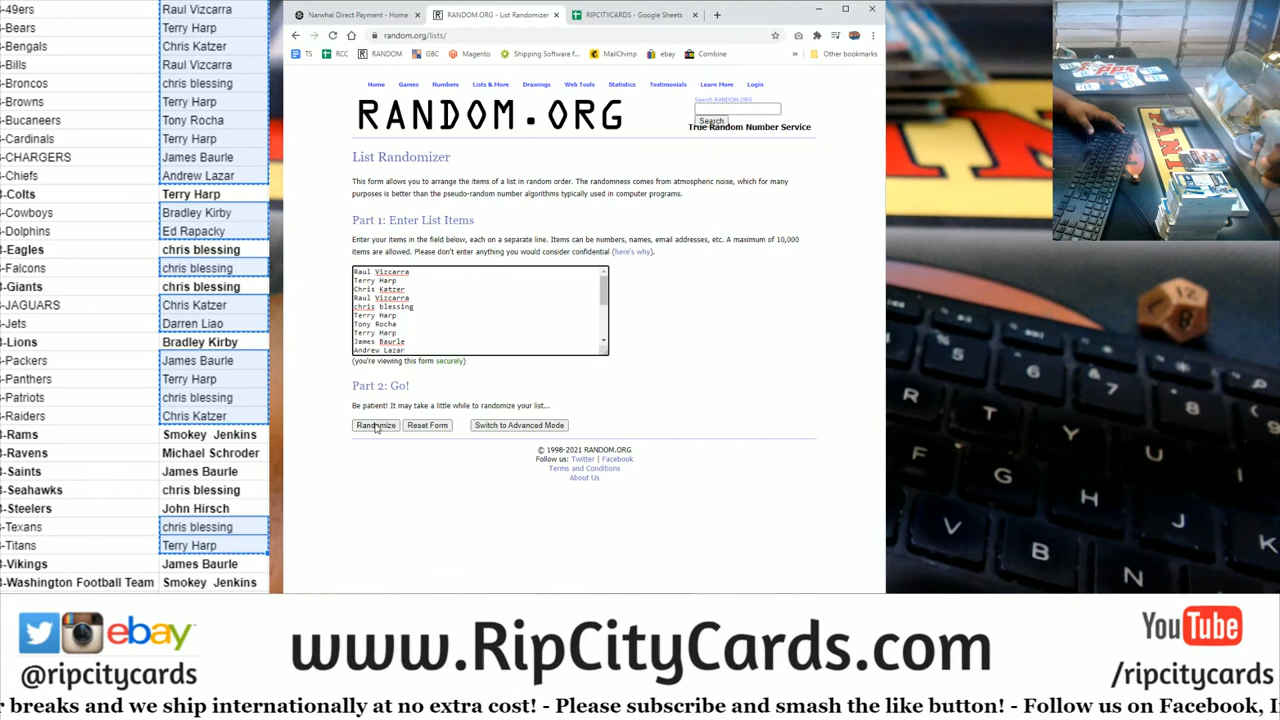 -49ers Raul Vizcarra
-Bears Terry Harp
-Bengals Chris Katzer
-Bills Raul Vizcarra
-Broncos chris blessing
-Browns Terry Harp
-Bucaneers Tony Rocha
-Cardinals Terry Harp
-CHARGERS James Baurle
-Chiefs Andrew Lazar
-Colts Terry Harp
-Cowboys Bradley Kirby
-Dolphins Ed Rapacky
-Eagles chris blessing
-Falcons chris blessing
-Giants chris blessing
-JAGUARS Chris Katzer
-Jets Darren Liao
-Lions Bradley Kirby
-Packers James Baurle
-Panthers Terry Harp
-Patriots chris blessing
-Raiders Chris Katzer
-Rams Smokey Jenkins
-Ravens Michael Schroder
-Saints James Baurle
-Seahawks chris blessing
-Steelers John Hirsch
-Texans chris blessing
-Titans Terry Harp
-Vikings James Baurle
-Washington Football Team Smokey Jenkins
Narwhal Direct Payment - Home RANDOM.ORG - List Randomizer RIPCITYCARDS - Google Sheets
random.org/lists/
TS RCC RANDOM GBC Magento Shipping Software f... MailChimp ebay Combine Other bookmarks
Home Games Numbers Lists & More Drawings Web Tools Statistics Testimonials Learn More Login
RANDOM.ORG
Search RANDOM.ORG
Search
True Random Number Service
List Randomizer
This form allows you to arrange the items of a list in random order. The randomness comes from atmospheric noise, which for many
purposes is better than the pseudo-random number algorithms typically used in computer programs.
Part 1: Enter List Items
Enter your items in the field below, each on a separate line. Items can be numbers, names, email addresses, etc. A maximum of 10,000
items are allowed. Please don't enter anything you would consider confidential (here's why).
Raul Vizcarra
Terry Harp
Chris Katzer
Raul Vizcarra
chris blessing
Terry Harp
Tony Rocha
Terry Harp
James Baurle
Andrew Lazar
(you're viewing this form securely)
Part 2: Go!
Be patient! It may take a little while to randomize your list...
Randomize Reset Form Switch to Advanced Mode
© 1998-2021 RANDOM.ORG
Follow us: Twitter | Facebook
Terms and Conditions
About Us
ebay
@ripcitycards
www.RipCityCards.com
YouTube
/ripcitycards
r breaks and we ship internationally at no extra cost! - Please subscribe and smash the like button! - Follow us on Facebook, I